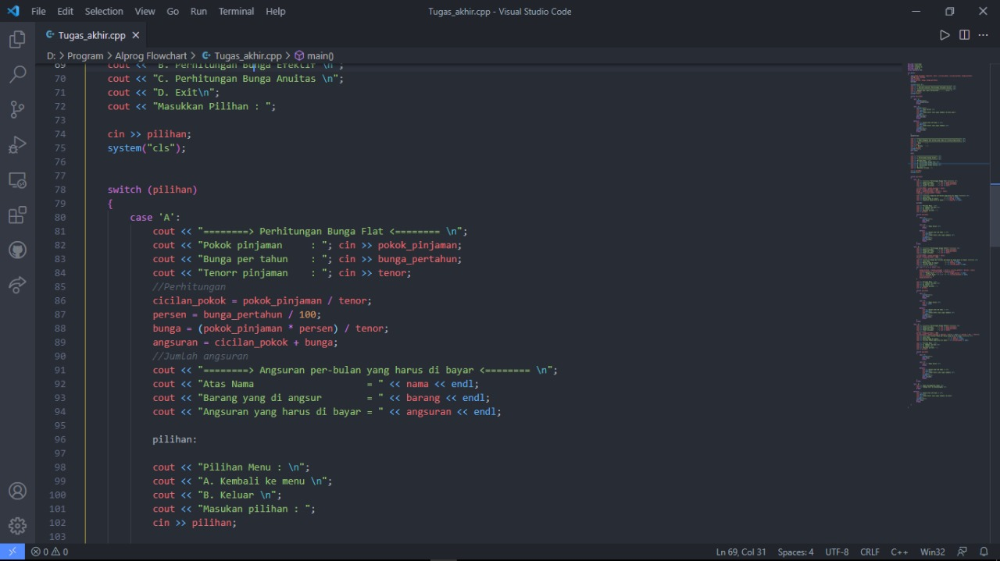 File Edit Selection View Go Run Terminal Help Tugas_akhir.cpp - Visual Studio Code
Tugas_akhir.cpp
D: > Program > Alprog Flowchart > Tugas_akhir.cpp > main()
69 cout << "B. Perhitungan Bunga Efektif \n";
70 cout << "C. Perhitungan Bunga Anuitas \n";
71 cout << "D. Exit\n";
72 cout << "Masukkan Pilihan : ";
73
74 cin >> pilihan;
75 system("cls");
76
77
78 switch (pilihan)
79 {
80 case 'A':
81 cout << "========> Perhitungan Bunga Flat <======== \n";
82 cout << "Pokok pinjaman     : "; cin >> pokok_pinjaman;
83 cout << "Bunga per tahun    : "; cin >> bunga_pertahun;
84 cout << "Tenorr pinjaman    : "; cin >> tenor;
85 //Perhitungan
86 cicilan_pokok = pokok_pinjaman / tenor;
87 persen = bunga_pertahun / 100;
88 bunga = (pokok_pinjaman * persen) / tenor;
89 angsuran = cicilan_pokok + bunga;
90 //Jumlah angsuran
91 cout << "========> Angsuran per-bulan yang harus di bayar <======== \n";
92 cout << "Atas Nama                    = " << nama << endl;
93 cout << "Barang yang di angsur        = " << barang << endl;
94 cout << "Angsuran yang harus di bayar = " << angsuran << endl;
95
96 pilihan:
97
98 cout << "Pilihan Menu : \n";
99 cout << "A. Kembali ke menu \n";
100 cout << "B. Keluar \n";
101 cout << "Masukan pilihan : ";
102 cin >> pilihan;
103
0 0 Ln 69, Col 31 Spaces: 4 UTF-8 CRLF C++ Win32